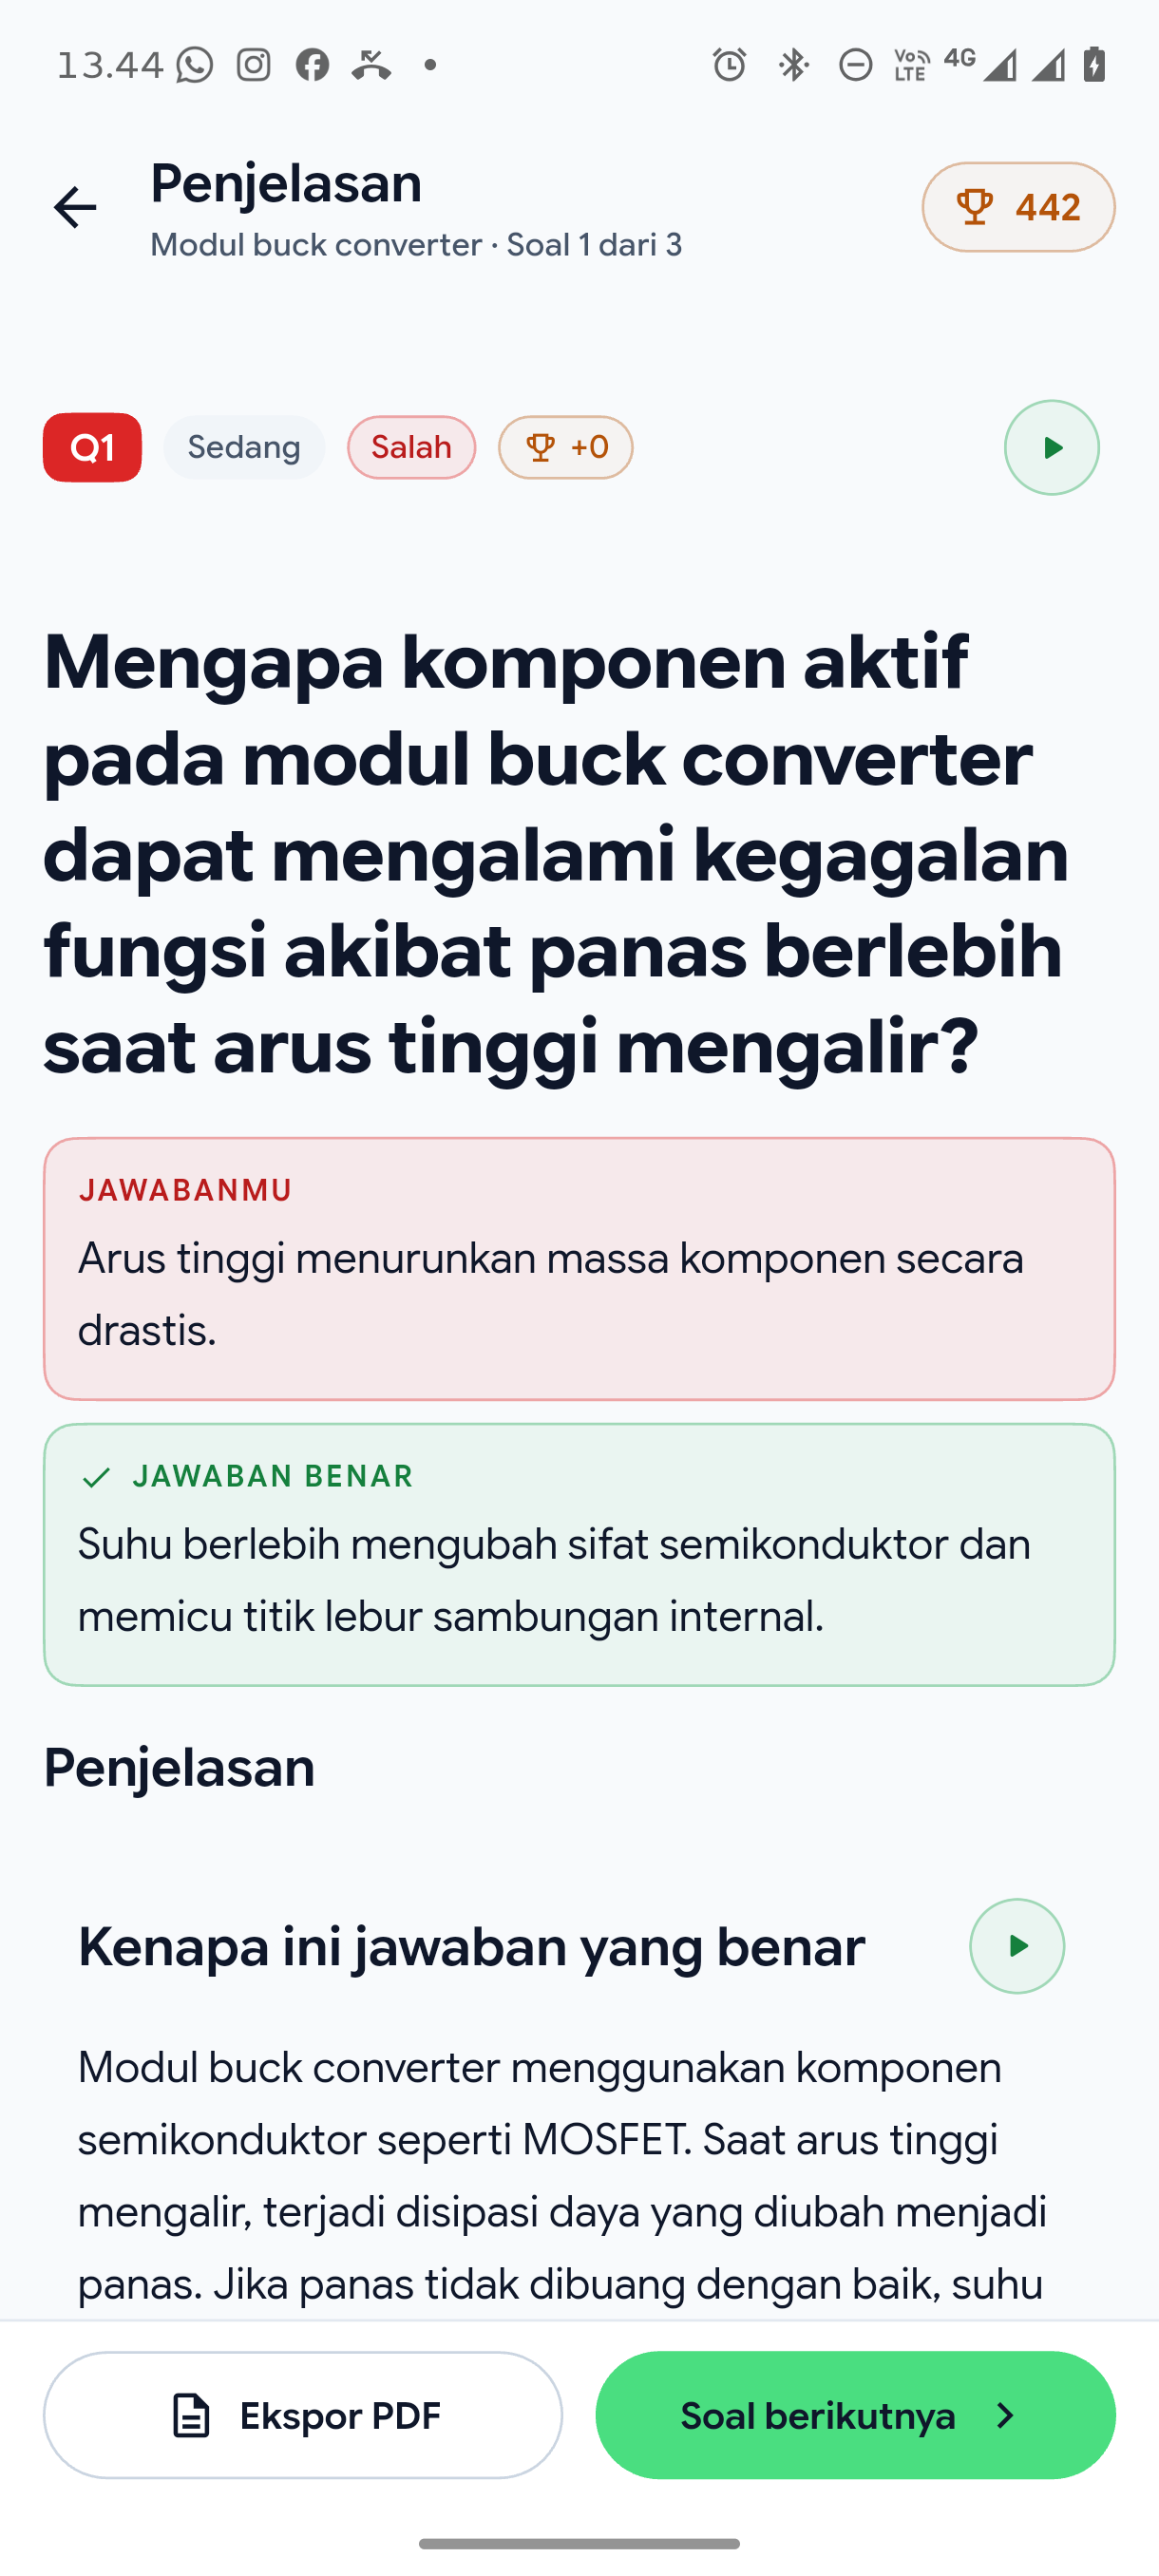 13.44
Vo LTE 4G
Penjelasan
Modul buck converter · Soal 1 dari 3
442
Q1 Sedang Salah +0
Mengapa komponen aktif
pada modul buck converter
dapat mengalami kegagalan
fungsi akibat panas berlebih
saat arus tinggi mengalir?
JAWABANMU
Arus tinggi menurunkan massa komponen secara
drastis.
JAWABAN BENAR
Suhu berlebih mengubah sifat semikonduktor dan
memicu titik lebur sambungan internal.
Penjelasan
Kenapa ini jawaban yang benar
Modul buck converter menggunakan komponen
semikonduktor seperti MOSFET. Saat arus tinggi
mengalir, terjadi disipasi daya yang diubah menjadi
panas. Jika panas tidak dibuang dengan baik, suhu
Ekspor PDF
Soal berikutnya